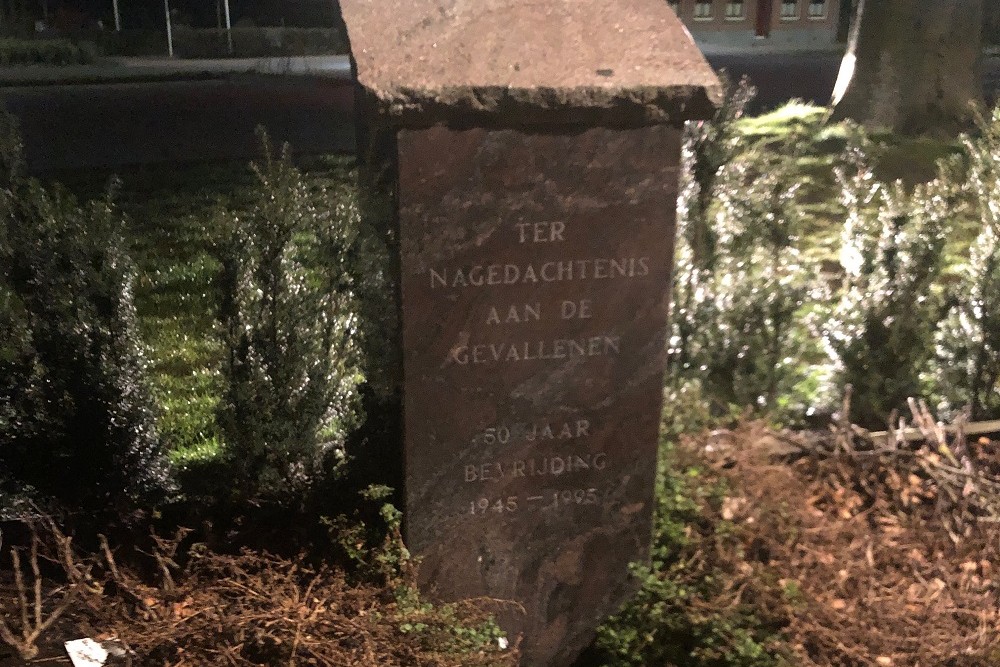 TER
NAGEDACHTENIS
AAN DE
GEVALLENEN
50 JAAR
BEVRIJDING
1945 – 1995